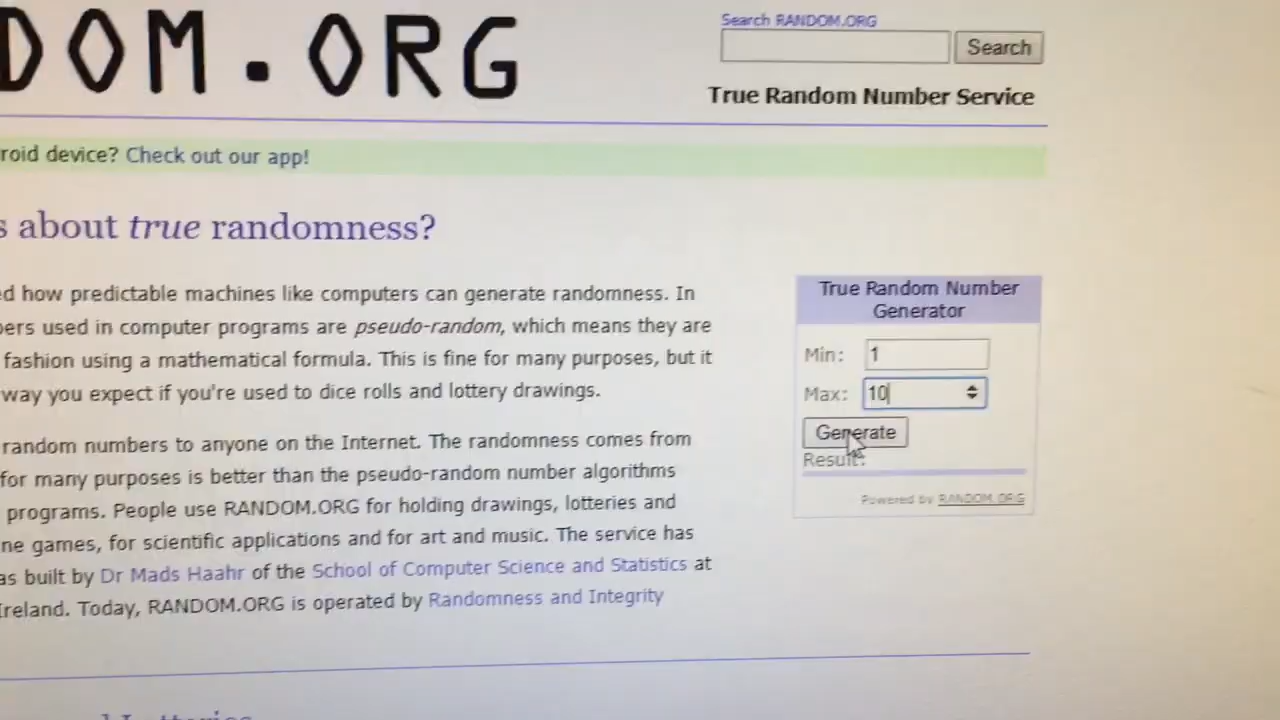 DOM.ORG
Search RANDOM.ORG
Search
True Random Number Service
roid device? Check out our app!
s about true randomness?
ed how predictable machines like computers can generate randomness. In
bers used in computer programs are pseudo-random, which means they are
fashion using a mathematical formula. This is fine for many purposes, but it
way you expect if you're used to dice rolls and lottery drawings.
random numbers to anyone on the Internet. The randomness comes from
for many purposes is better than the pseudo-random number algorithms
programs. People use RANDOM.ORG for holding drawings, lotteries and
ne games, for scientific applications and for art and music. The service has
as built by Dr Mads Haahr of the School of Computer Science and Statistics at
Ireland. Today, RANDOM.ORG is operated by Randomness and Integrity
True Random Number
Generator
Min: 1
Max: 10
Generate
Result:
Powered by RANDOM.ORG